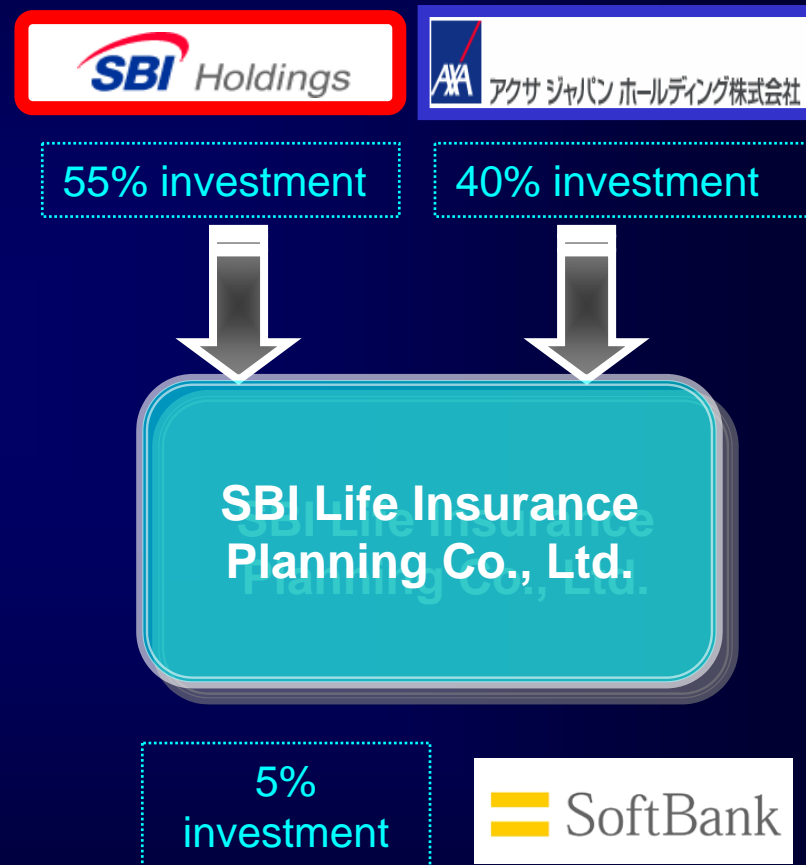 SBI Holdings
AXA アクサ ジャパン ホールディング株式会社
55% investment
40% investment
SBI Life Insurance
Planning Co., Ltd.
5%
investment
SoftBank